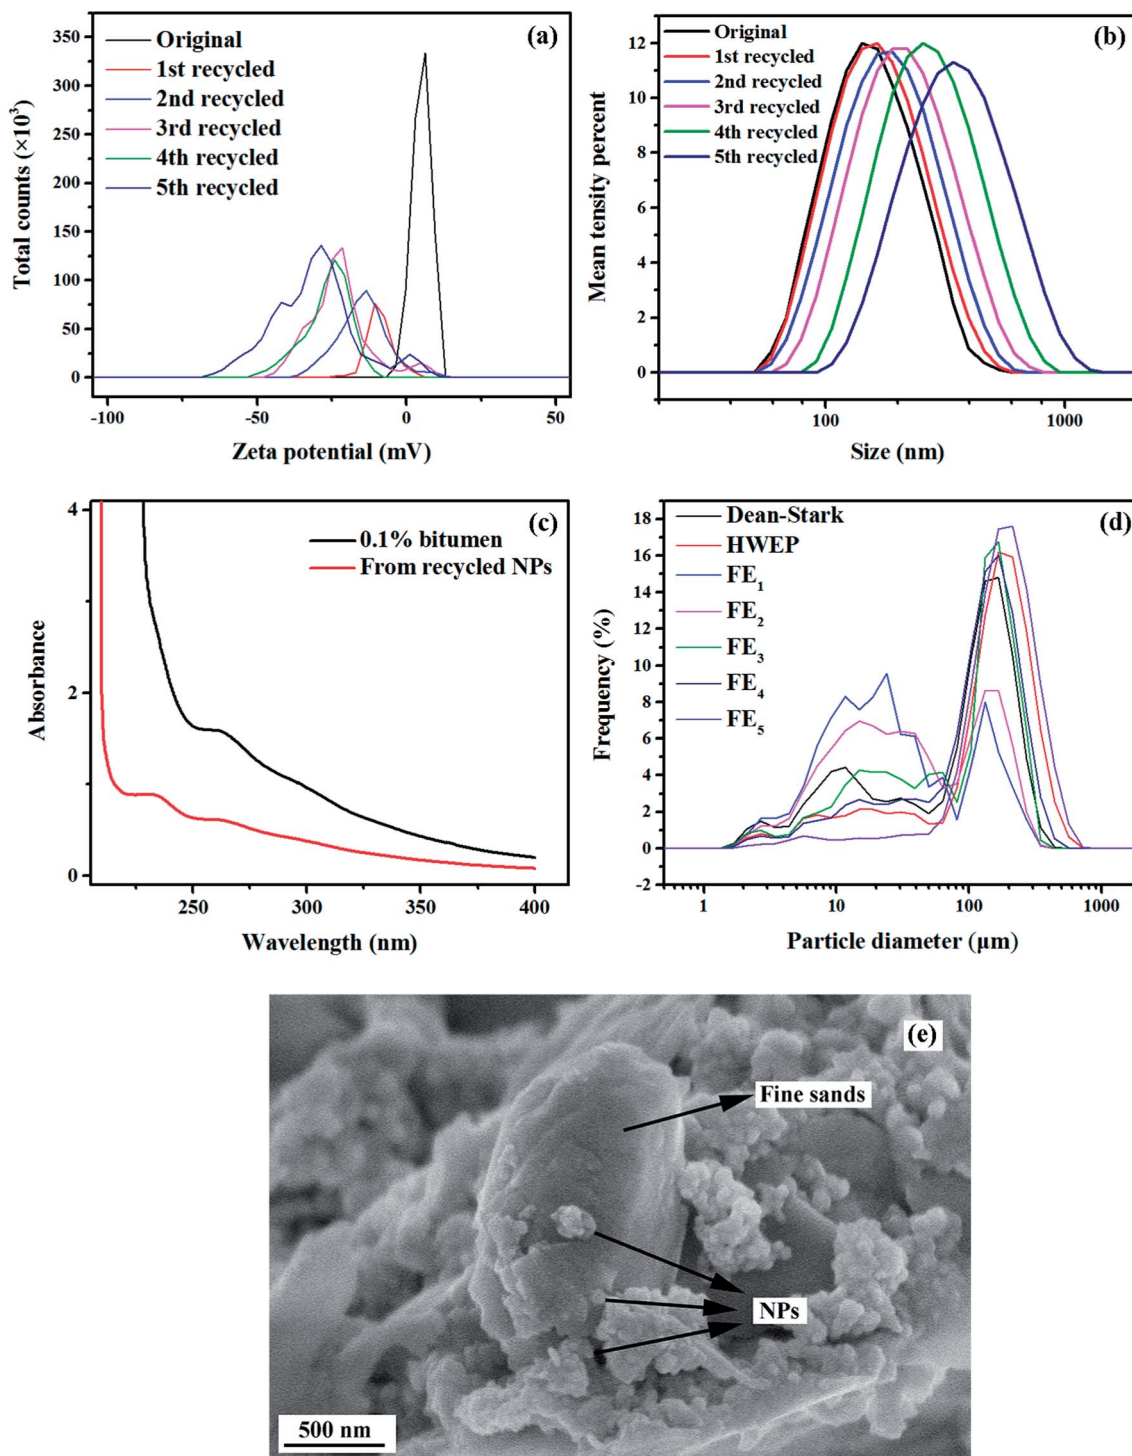 (a)
Original
1st recycled
2nd recycled
3rd recycled
4th recycled
5th recycled
Total counts (×10³)
350
300
250
200
150
100
50
0
-100
-50
0
50
Zeta potential (mV)
(b)
Original
1st recycled
2nd recycled
3rd recycled
4th recycled
5th recycled
Mean tensity percent
12
10
8
6
4
2
0
100
1000
Size (nm)
(c)
0.1% bitumen
From recycled NPs
Absorbance
4
2
0
250
300
350
400
Wavelength (nm)
(d)
Dean-Stark
HWEP
FE₁
FE₂
FE₃
FE₄
FE₅
Frequency (%)
18
16
14
12
10
8
6
4
2
0
-2
1
10
100
1000
Particle diameter (μm)
(e)
Fine sands
NPs
500 nm